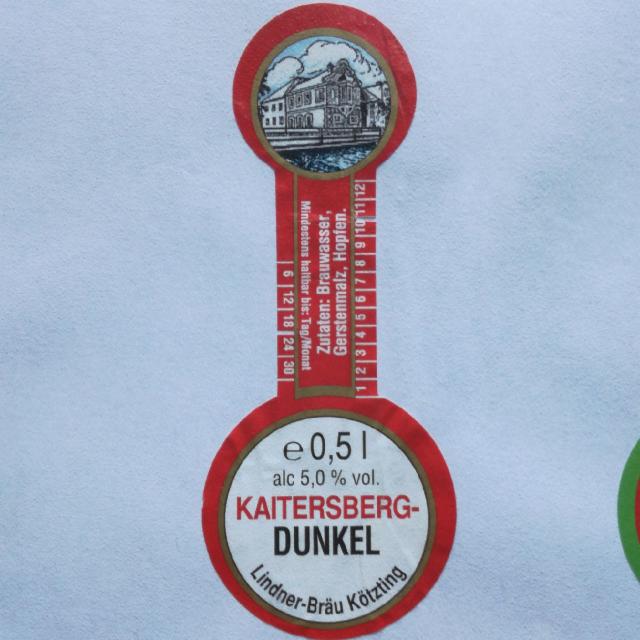 Mindestens haltbar bis: Tag/Monat
Zutaten: Brauwasser,
Gerstenmalz, Hopfen.
6 12 18 24 30
1 2 3 4 5 6 7 8 9 10 11 12
e 0,5 l
alc 5,0 % vol.
KAITERSBERG-
DUNKEL
Lindner-Bräu Kötzting